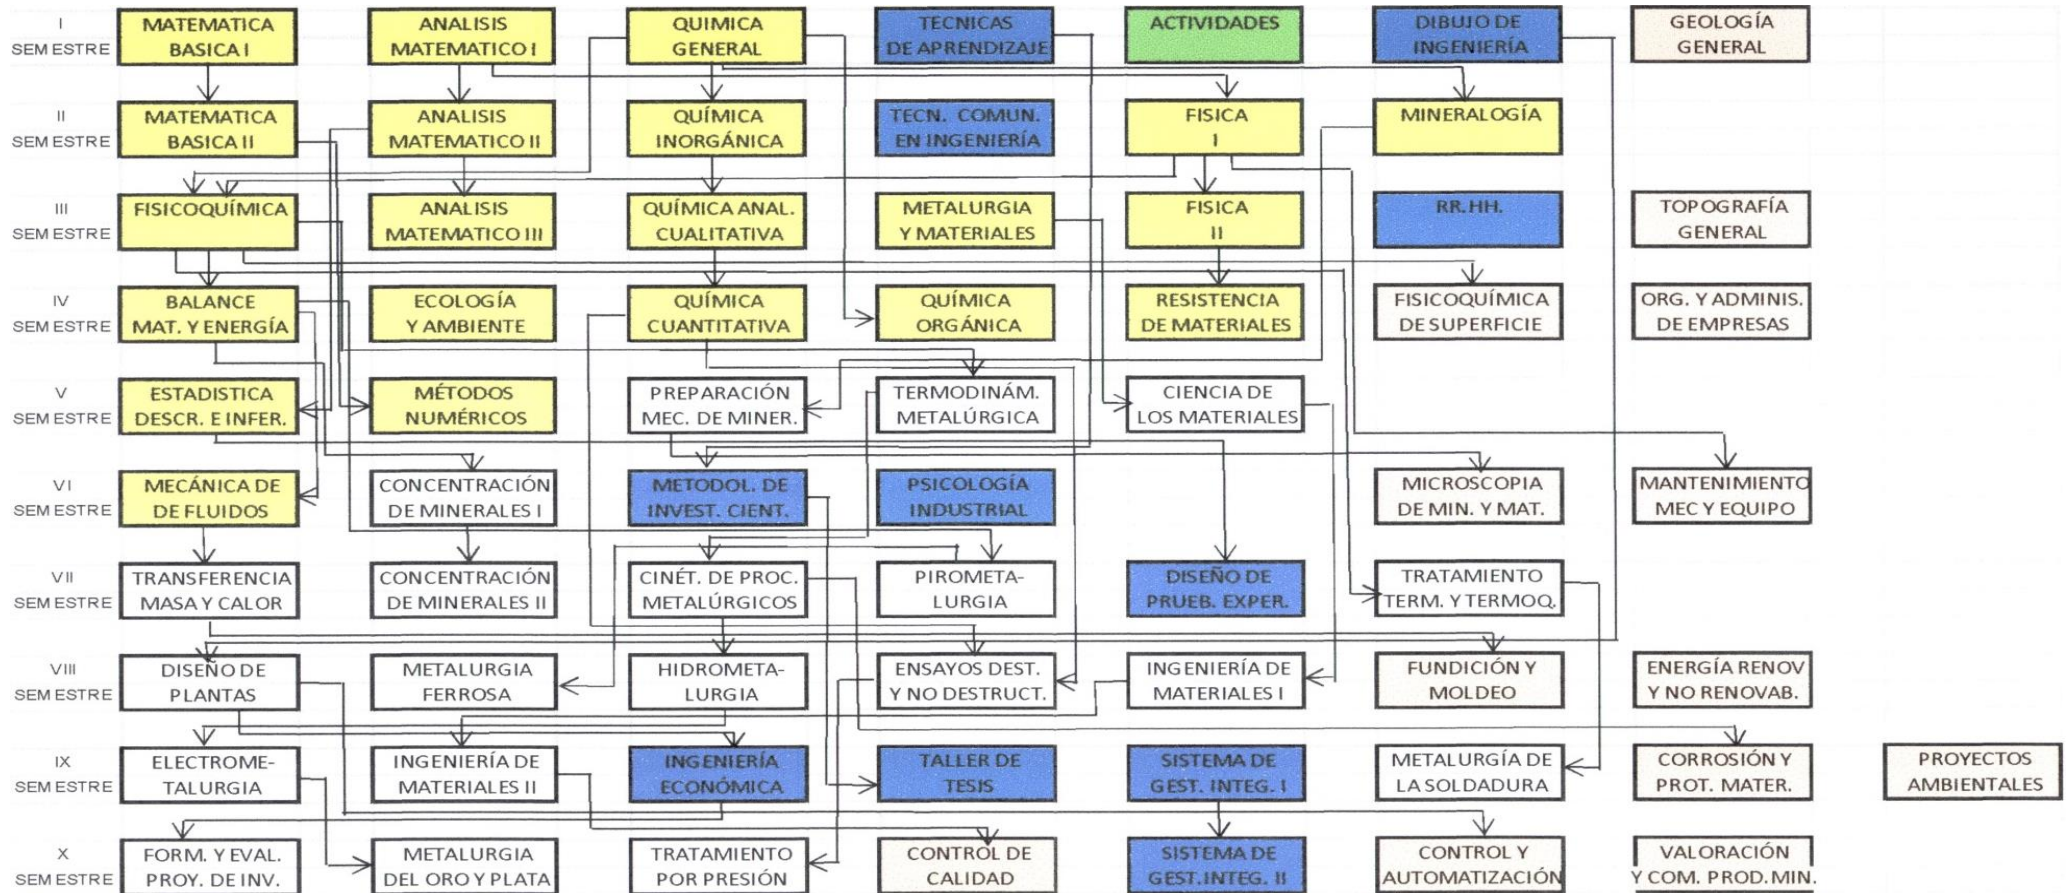 I
SEMESTRE
MATEMATICA
BASICA I
ANALISIS
MATEMATICO I
QUIMICA
GENERAL
TECNICAS
DE APRENDIZAJE
ACTIVIDADES
DIBUJO DE
INGENIERÍA
GEOLOGÍA
GENERAL
II
SEMESTRE
MATEMATICA
BASICA II
ANALISIS
MATEMATICO II
QUÍMICA
INORGÁNICA
TECN. COMUN.
EN INGENIERÍA
FISICA
I
MINERALOGÍA
III
SEMESTRE
FISICOQUÍMICA
ANALISIS
MATEMATICO III
QUÍMICA ANAL.
CUALITATIVA
METALURGIA
Y MATERIALES
FISICA
II
RR.HH.
TOPOGRAFÍA
GENERAL
IV
SEMESTRE
BALANCE
MAT. Y ENERGÍA
ECOLOGÍA
Y AMBIENTE
QUÍMICA
CUANTITATIVA
QUÍMICA
ORGÁNICA
RESISTENCIA
DE MATERIALES
FISICOQUÍMICA
DE SUPERFICIE
ORG. Y ADMINIS.
DE EMPRESAS
V
SEMESTRE
ESTADISTICA
DESCR. E INFER.
MÉTODOS
NUMÉRICOS
PREPARACIÓN
MEC. DE MINER.
TERMODINÁM.
METALÚRGICA
CIENCIA DE
LOS MATERIALES
VI
SEMESTRE
MECÁNICA DE
DE FLUIDOS
CONCENTRACIÓN
DE MINERALES I
METODOL. DE
INVEST. CIENT.
PSICOLOGÍA
INDUSTRIAL
MICROSCOPIA
DE MIN. Y MAT.
MANTENIMIENTO
MEC Y EQUIPO
VII
SEMESTRE
TRANSFERENCIA
MASA Y CALOR
CONCENTRACIÓN
DE MINERALES II
CINÉT. DE PROC.
METALÚRGICOS
PIROMETA-
LURGIA
DISEÑO DE
PRUEB. EXPER.
TRATAMIENTO
TERM. Y TERMOQ.
VIII
SEMESTRE
DISEÑO DE
PLANTAS
METALURGIA
FERROSA
HIDROMETA-
LURGIA
ENSAYOS DEST.
Y NO DESTRUCT.
INGENIERÍA DE
MATERIALES I
FUNDICIÓN Y
MOLDEO
ENERGÍA RENOV
Y NO RENOVAB.
IX
SEMESTRE
ELECTROME-
TALURGIA
INGENIERÍA DE
MATERIALES II
INGENIERÍA
ECONÓMICA
TALLER DE
TESIS
SISTEMA DE
GEST. INTEG. I
METALURGÍA DE
LA SOLDADURA
CORROSIÓN Y
PROT. MATER.
PROYECTOS
AMBIENTALES
X
SEMESTRE
FORM. Y EVAL.
PROY. DE INV.
METALURGIA
DEL ORO Y PLATA
TRATAMIENTO
POR PRESIÓN
CONTROL DE
CALIDAD
SISTEMA DE
GEST.INTEG. II
CONTROL Y
AUTOMATIZACIÓN
VALORACIÓN
Y COM. PROD.MIN.